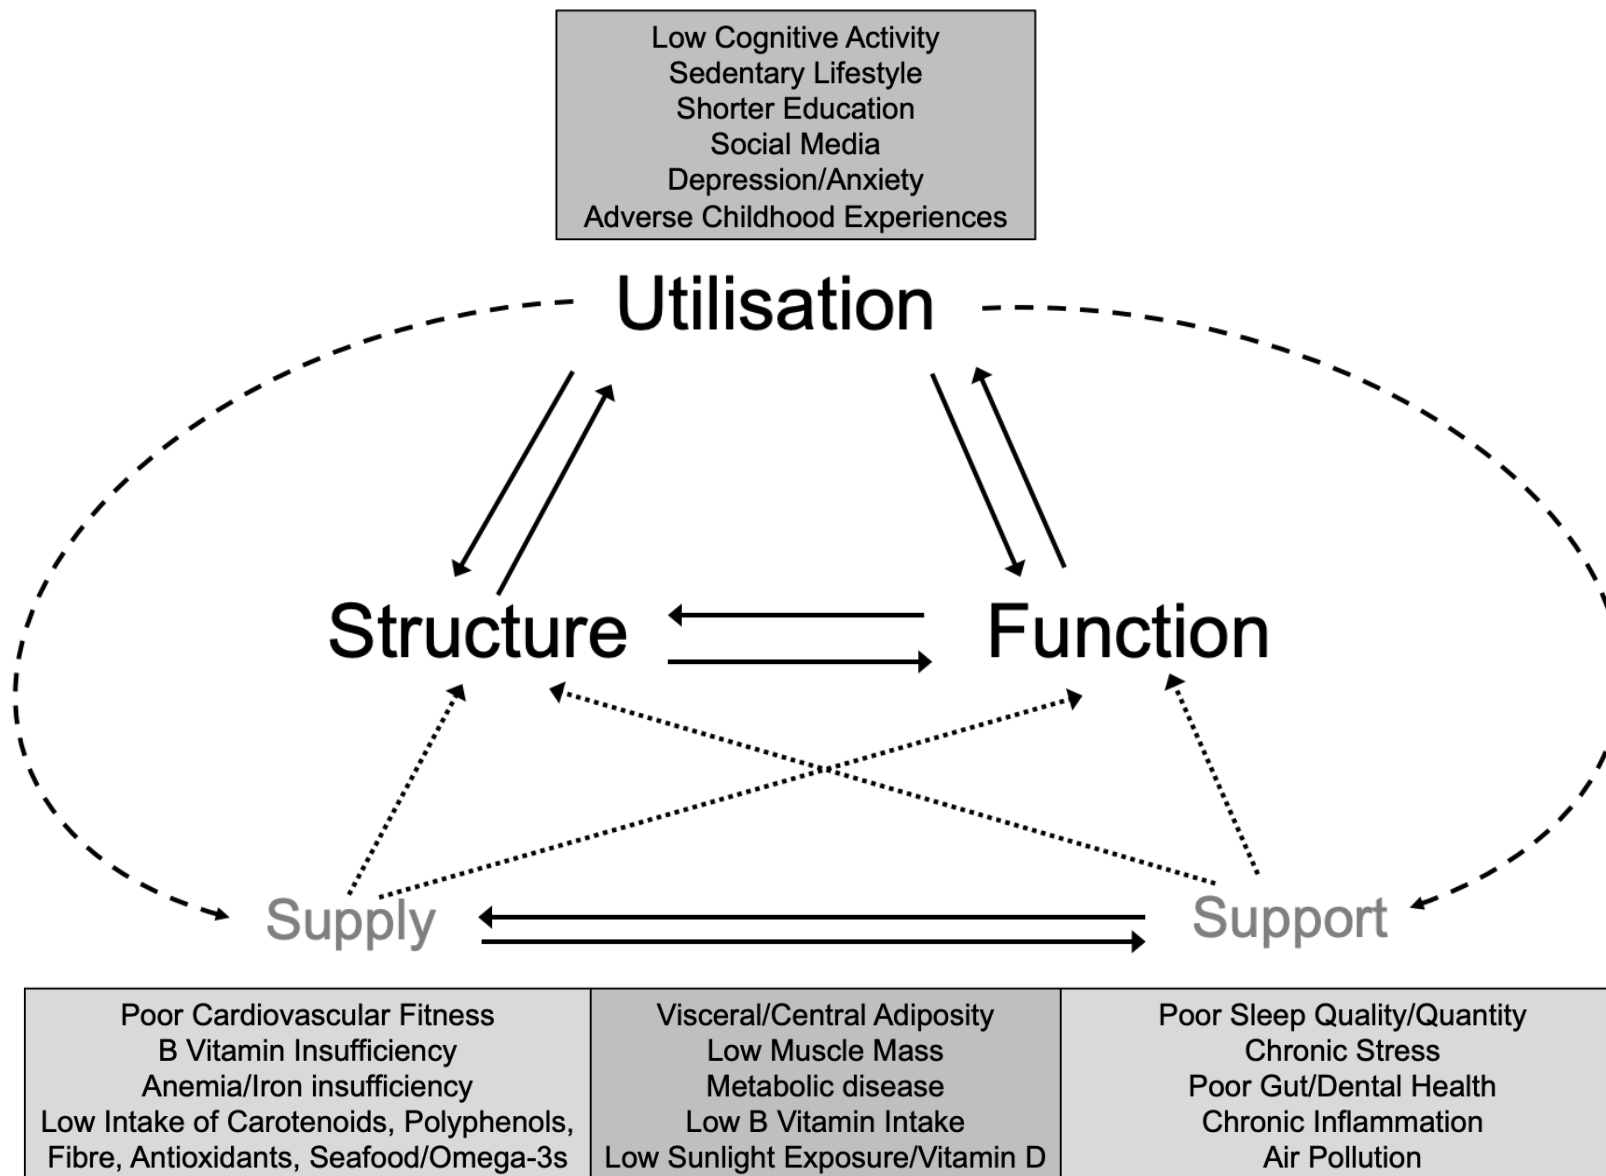 Low Cognitive Activity
Sedentary Lifestyle
Shorter Education
Social Media
Depression/Anxiety
Adverse Childhood Experiences
Utilisation
Structure
Function
Supply
Support
Poor Cardiovascular Fitness
B Vitamin Insufficiency
Anemia/Iron insufficiency
Low Intake of Carotenoids, Polyphenols,
Fibre, Antioxidants, Seafood/Omega-3s
Visceral/Central Adiposity
Low Muscle Mass
Metabolic disease
Low B Vitamin Intake
Low Sunlight Exposure/Vitamin D
Poor Sleep Quality/Quantity
Chronic Stress
Poor Gut/Dental Health
Chronic Inflammation
Air Pollution